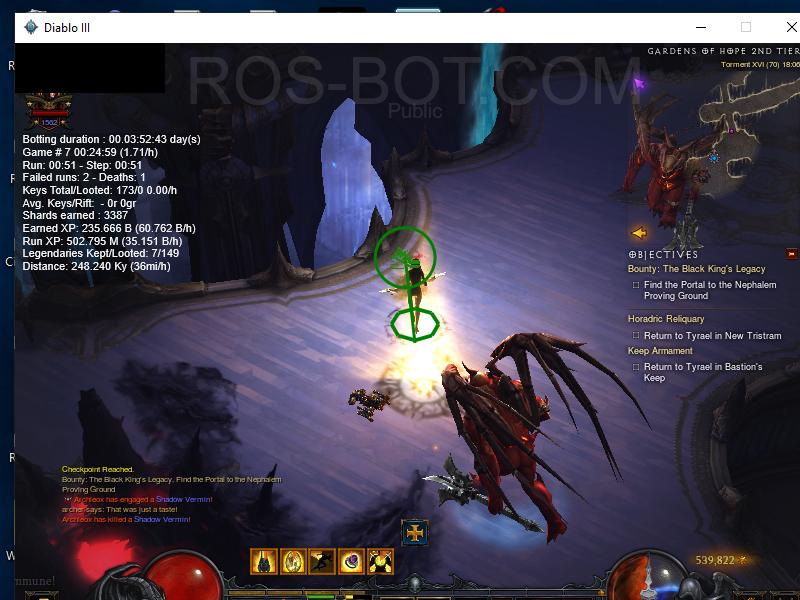 Diablo III
ROS-BOT.COM
Public
GARDENS OF HOPE 2ND TIER
Torment XVI (70) 18:06
1562
Botting duration : 00.03:52:43 day(s)
Game # 7 00:24:59 (1.71/h)
Run: 00:51 - Step: 00:51
Failed runs: 2 - Deaths: 1
Keys Total/Looted: 173/0 0.00/h
Avg. Keys/Rift: - 0r 0gr
Shards earned : 3387
Earned XP: 235.666 B (60.762 B/h)
Run XP: 502.795 M (35.151 B/h)
Legendaries Kept/Looted: 7/149
Distance: 248.240 Ky (36mi/h)
OBJECTIVES
Bounty: The Black King's Legacy
Find the Portal to the Nephalem
Proving Ground
Horadric Reliquary
Return to Tyrael in New Tristram
Keep Armament
Return to Tyrael in Bastion's
Keep
Checkpoint Reached.
Bounty: The Black King's Legacy. Find the Portal to the Nephalem
Proving Ground
Archleox has engaged a Shadow Vermin!
archer says: That was just a taste!
Archleox has killed a Shadow Vermin!
539,822
mmune!